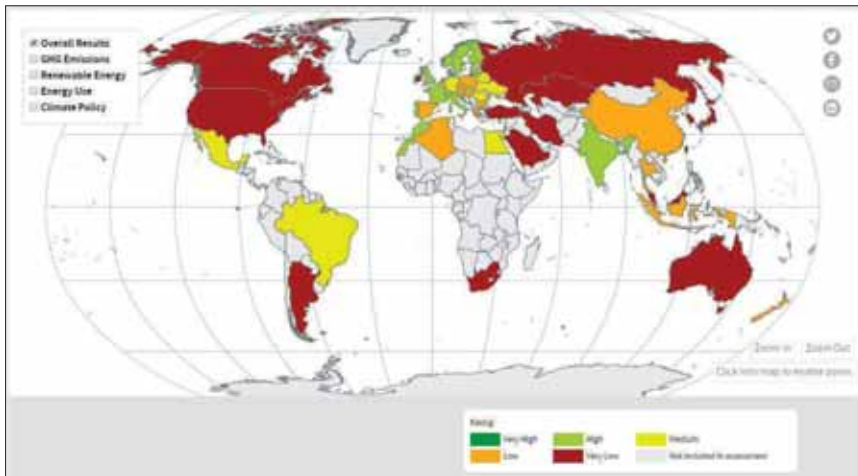 Overall Results
GHG Emissions
Renewable Energy
Energy Use
Climate Policy
Zoom In Zoom Out
Click into map to enable zoom
Rating:
Very High High Medium
Low Very Low Not included in assessment